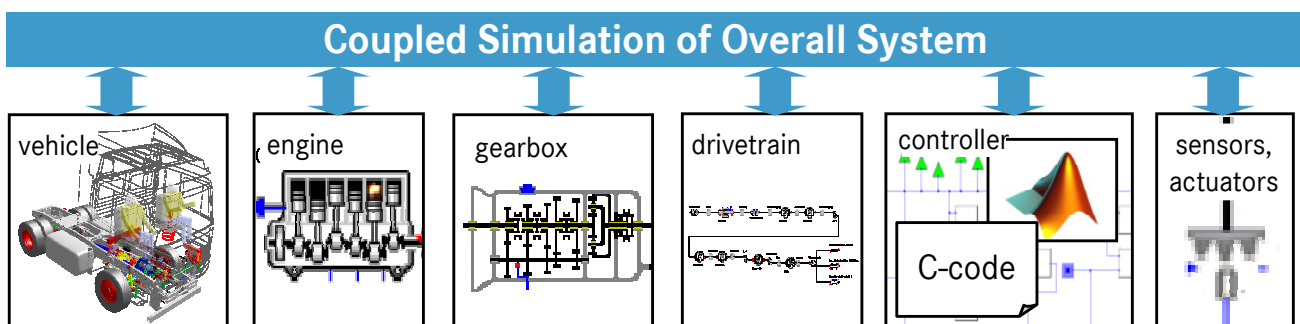 Coupled Simulation of Overall System
vehicle
engine
gearbox
drivetrain
controller
C-code
sensors,
actuators